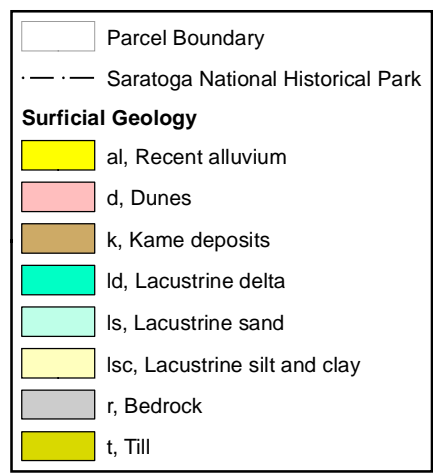 Parcel Boundary
Saratoga National Historical Park
Surficial Geology
al, Recent alluvium
d, Dunes
k, Kame deposits
ld, Lacustrine delta
ls, Lacustrine sand
lsc, Lacustrine silt and clay
r, Bedrock
t, Till